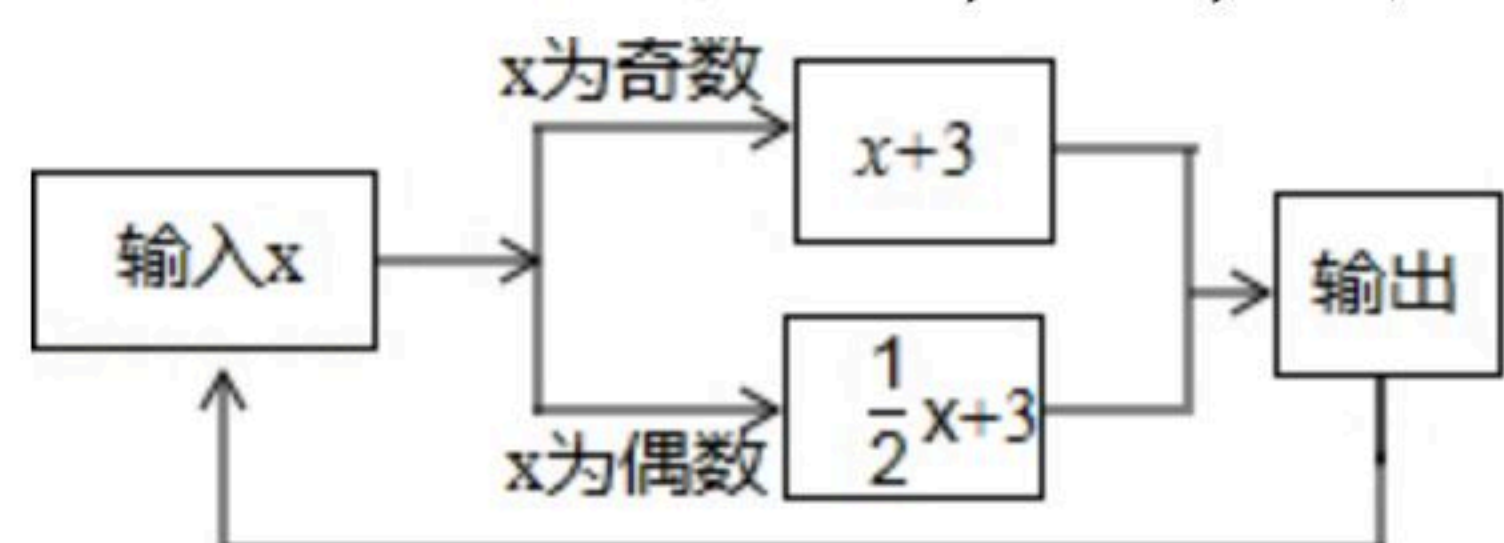 x为奇数
x+3
输入x
输出
1/2 x+3
x为偶数